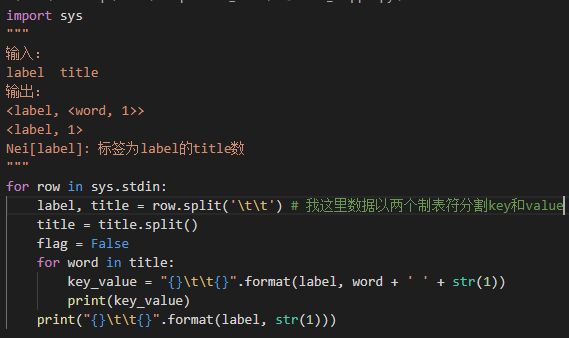 import sys
"""
输入:
label  title
输出:
<label, <word, 1>>
<label, 1>
Nei[label]: 标签为label的title数
"""
for row in sys.stdin:
    label, title = row.split('\t\t') # 我这里数据以两个制表符分割key和value
    title = title.split()
    flag = False
    for word in title:
        key_value = "{}\t\t{}".format(label, word + ' ' + str(1))
        print(key_value)
    print("{}\t\t{}".format(label, str(1)))